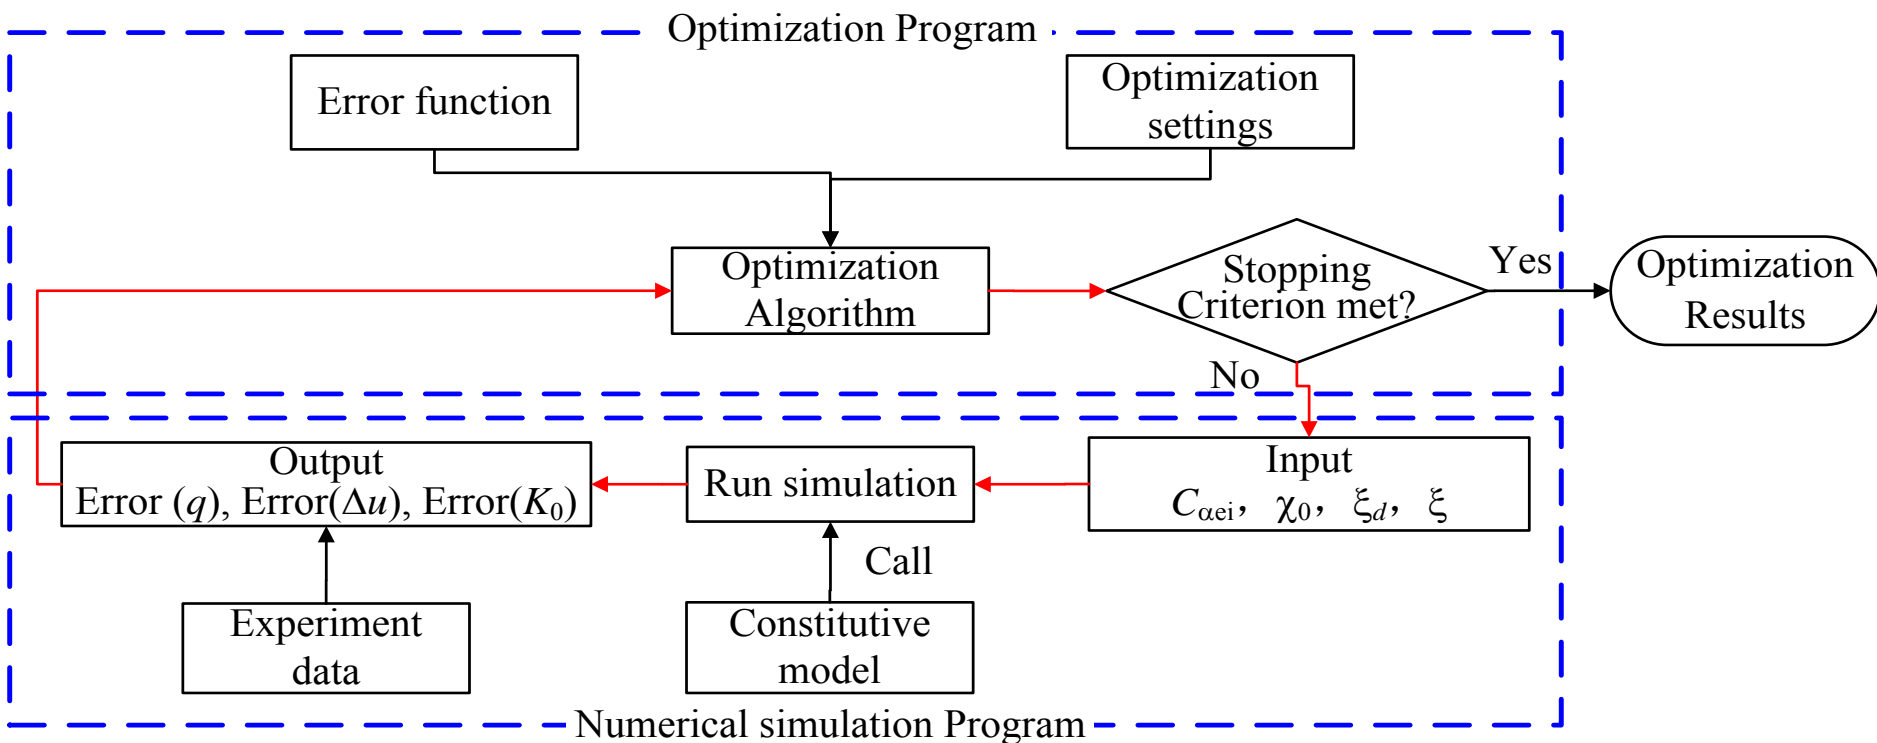 Optimization Program
Error function
Optimization
settings
Optimization
Algorithm
Stopping
Criterion met?
Yes
Optimization
Results
No
Output
Error (q), Error(Δu), Error(K₀)
Run simulation
Input
Cαei, χ₀, ξd, ξ
Call
Experiment
data
Constitutive
model
Numerical simulation Program